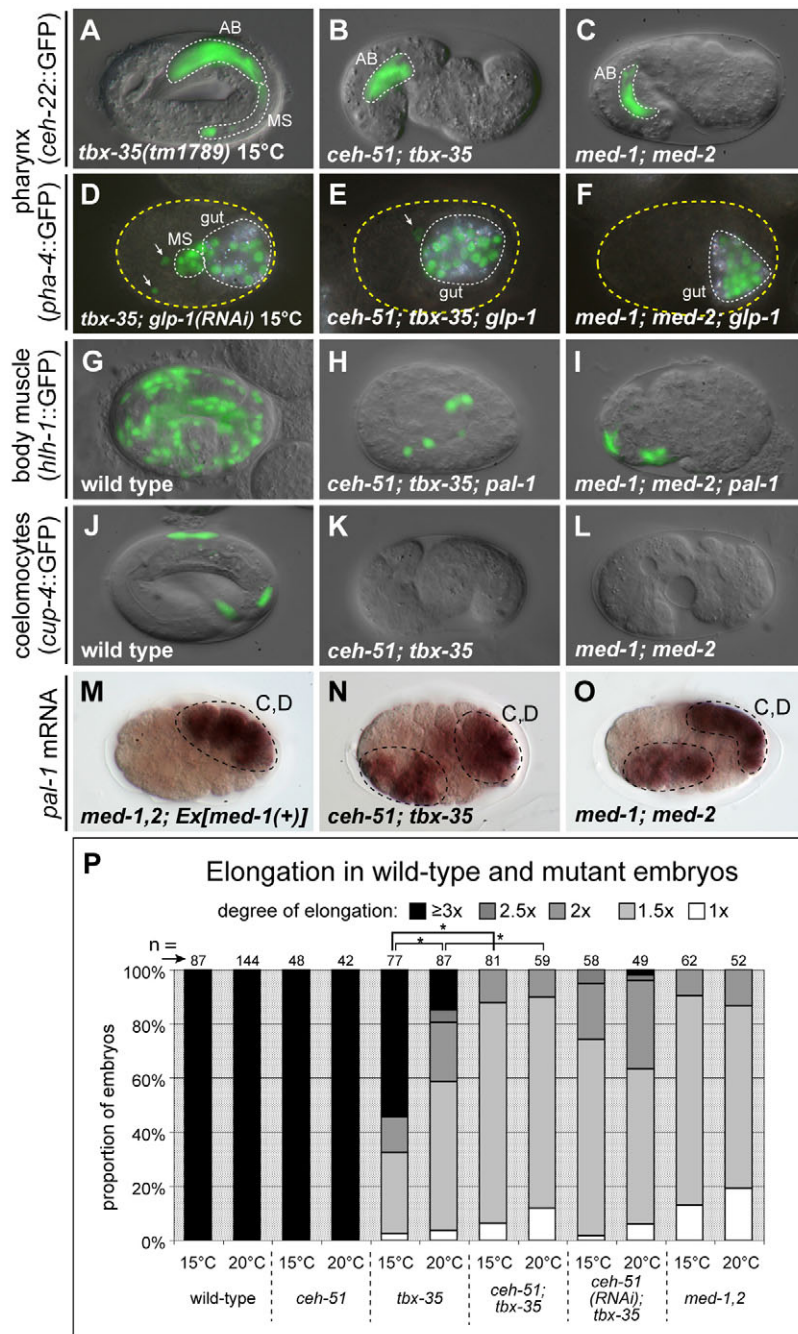 pharynx
(ceh-22::GFP)
A
AB
MS
tbx-35(tm1789) 15°C
B
AB
ceh-51; tbx-35
C
AB
med-1; med-2
(pha-4::GFP)
D
MS
gut
tbx-35; glp-1(RNAi) 15°C
E
gut
ceh-51; tbx-35; glp-1
F
gut
med-1; med-2; glp-1
body muscle
(hlh-1::GFP)
G
wild type
H
ceh-51; tbx-35; pal-1
I
med-1; med-2; pal-1
coelomocytes
(cup-4::GFP)
J
wild type
K
ceh-51; tbx-35
L
med-1; med-2
pal-1 mRNA
M
C,D
med-1,2; Ex[med-1(+)]
N
C,D
ceh-51; tbx-35
O
C,D
med-1; med-2
P
Elongation in wild-type and mutant embryos
degree of elongation: ≥3x 2.5x 2x 1.5x 1x
* * *
n =
87 144 48 42 77 87 81 59 58 49 62 52
proportion of embryos
100%
80%
60%
40%
20%
0%
15°C 20°C 15°C 20°C 15°C 20°C 15°C 20°C 15°C 20°C 15°C 20°C
wild-type
ceh-51
tbx-35
ceh-51;
tbx-35
ceh-51
(RNAi);
tbx-35
med-1,2